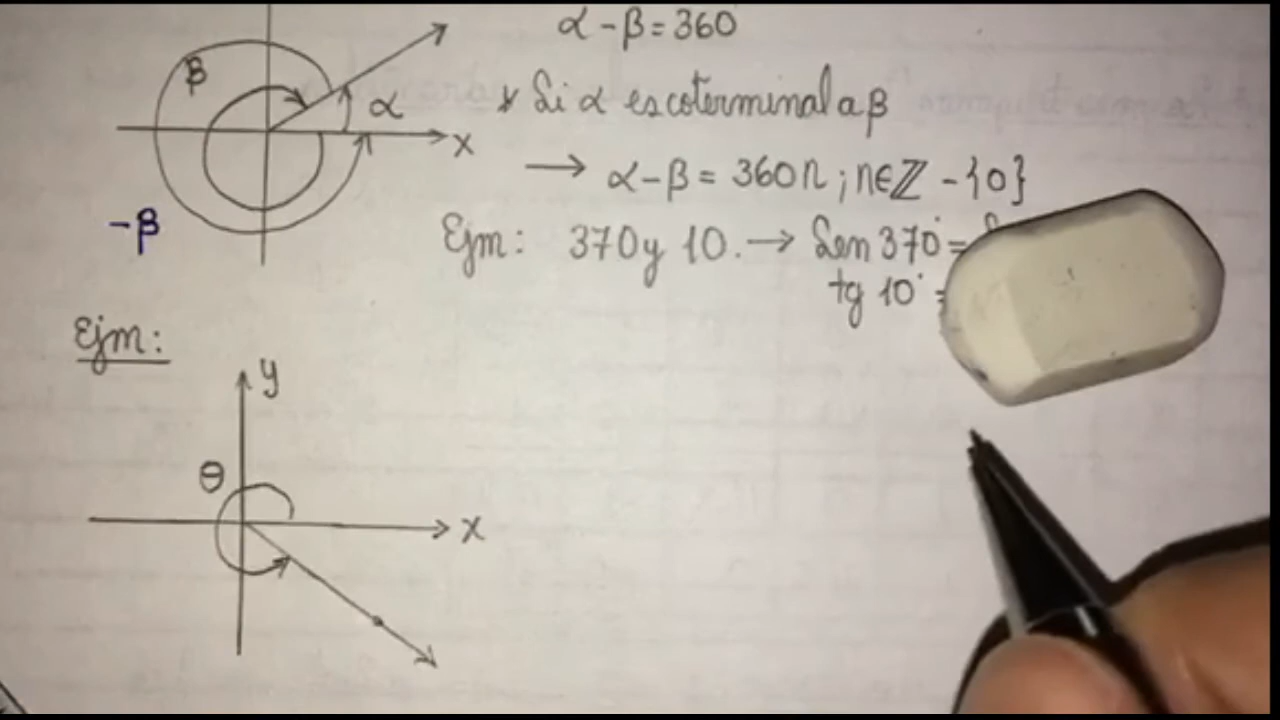 α - β = 360
β
α
* Si α es coterminal a β
x
→ α - β = 360n ; n∈ℤ - {0}
-β
Ejm: 370 y 10. → Sen 370° =
tg 10° =
Ejm:
y
θ
x